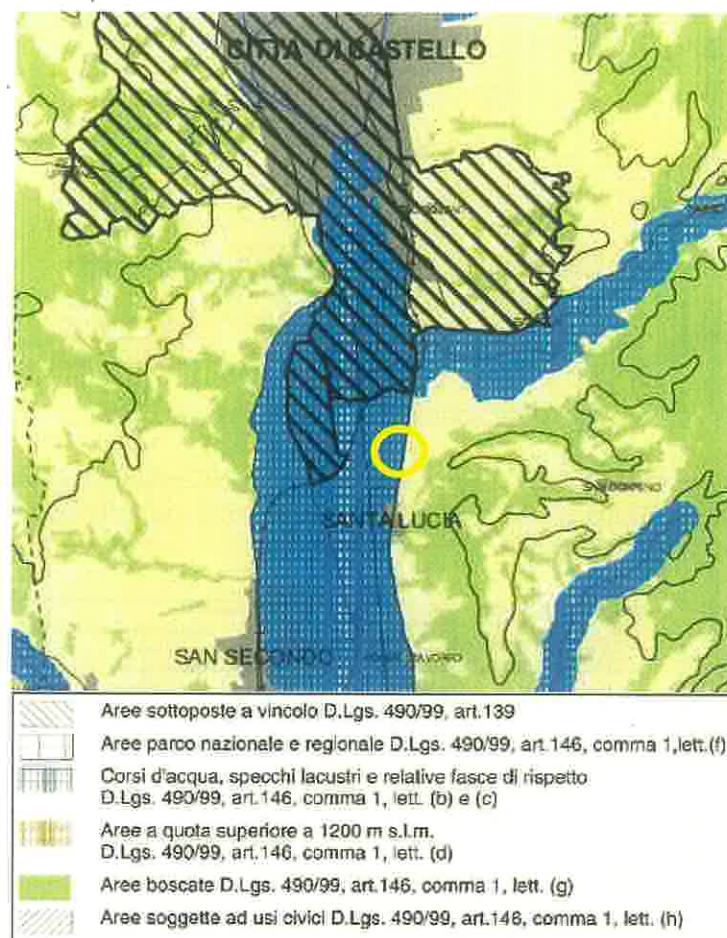 CITTA DI CASTELLO
SANTA LUCIA
SAN SECONDO
Aree sottoposte a vincolo D.Lgs. 490/99, art.139
Aree parco nazionale e regionale D.Lgs. 490/99, art.146, comma 1,lett.(f)
Corsi d'acqua, specchi lacustri e relative fasce di rispetto
D.Lgs. 490/99, art.146, comma 1, lett. (b) e (c)
Aree a quota superiore a 1200 m s.l.m.
D.Lgs. 490/99, art.146, comma 1, lett. (d)
Aree boscate D.Lgs. 490/99, art.146, comma 1, lett. (g)
Aree soggette ad usi civici D.Lgs. 490/99, art.146, comma 1, lett. (h)